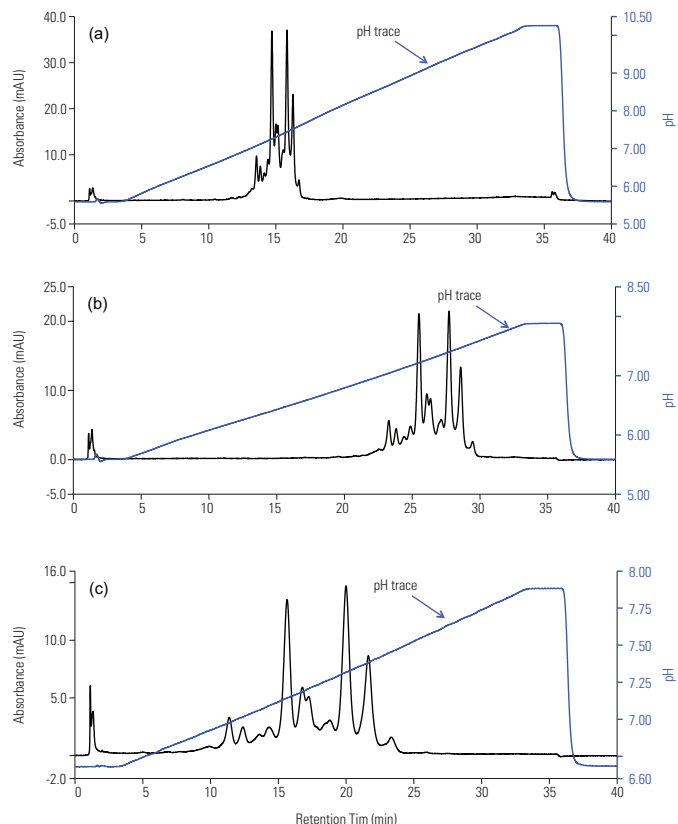 (a)
pH trace
Absorbance (mAU)
40.0
30.0
20.0
10.0
-5.0
10.50
10.00
9.00
8.00
7.00
6.00
5.00
pH
0 5 10 15 20 25 30 35 40
(b)
pH trace
Absorbance (mAU)
25.0
20.0
10.0
0.0
-5.0
8.50
7.00
6.00
5.00
pH
0 5 10 15 20 25 30 35 40
(c)
pH trace
Absorbance (mAU)
16.0
10.0
5.0
-2.0
8.00
7.75
7.50
7.25
7.00
6.60
pH
0 5 10 15 20 25 30 35 40
Retention Tim (min)